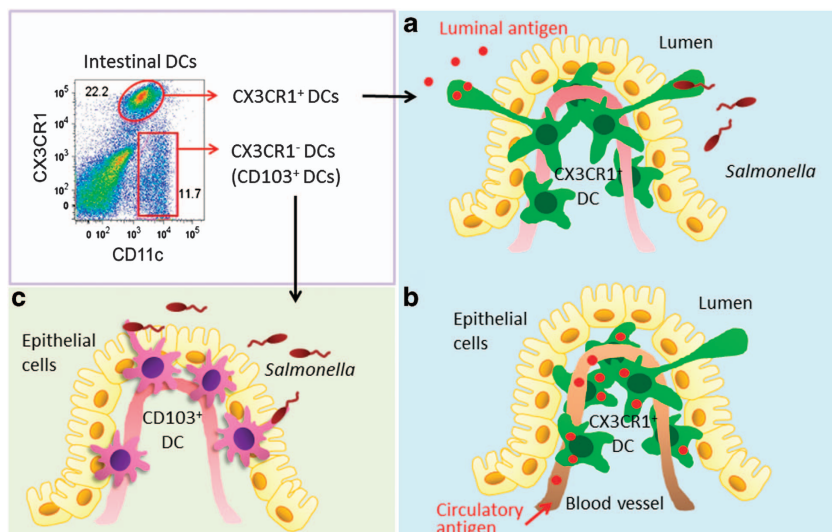 Intestinal DCs
CX3CR1
10⁵
10⁴
10³
10²
0
22.2
11.7
0 10² 10³ 10⁴ 10⁵
CD11c
CX3CR1⁺ DCs
CX3CR1⁻ DCs
(CD103⁺ DCs)
a
Luminal antigen
Lumen
CX3CR1⁺
DC
Salmonella
c
Epithelial
cells
Salmonella
CD103⁺
DC
b
Epithelial
cells
Lumen
CX3CR1⁺
DC
Blood vessel
Circulatory
antigen